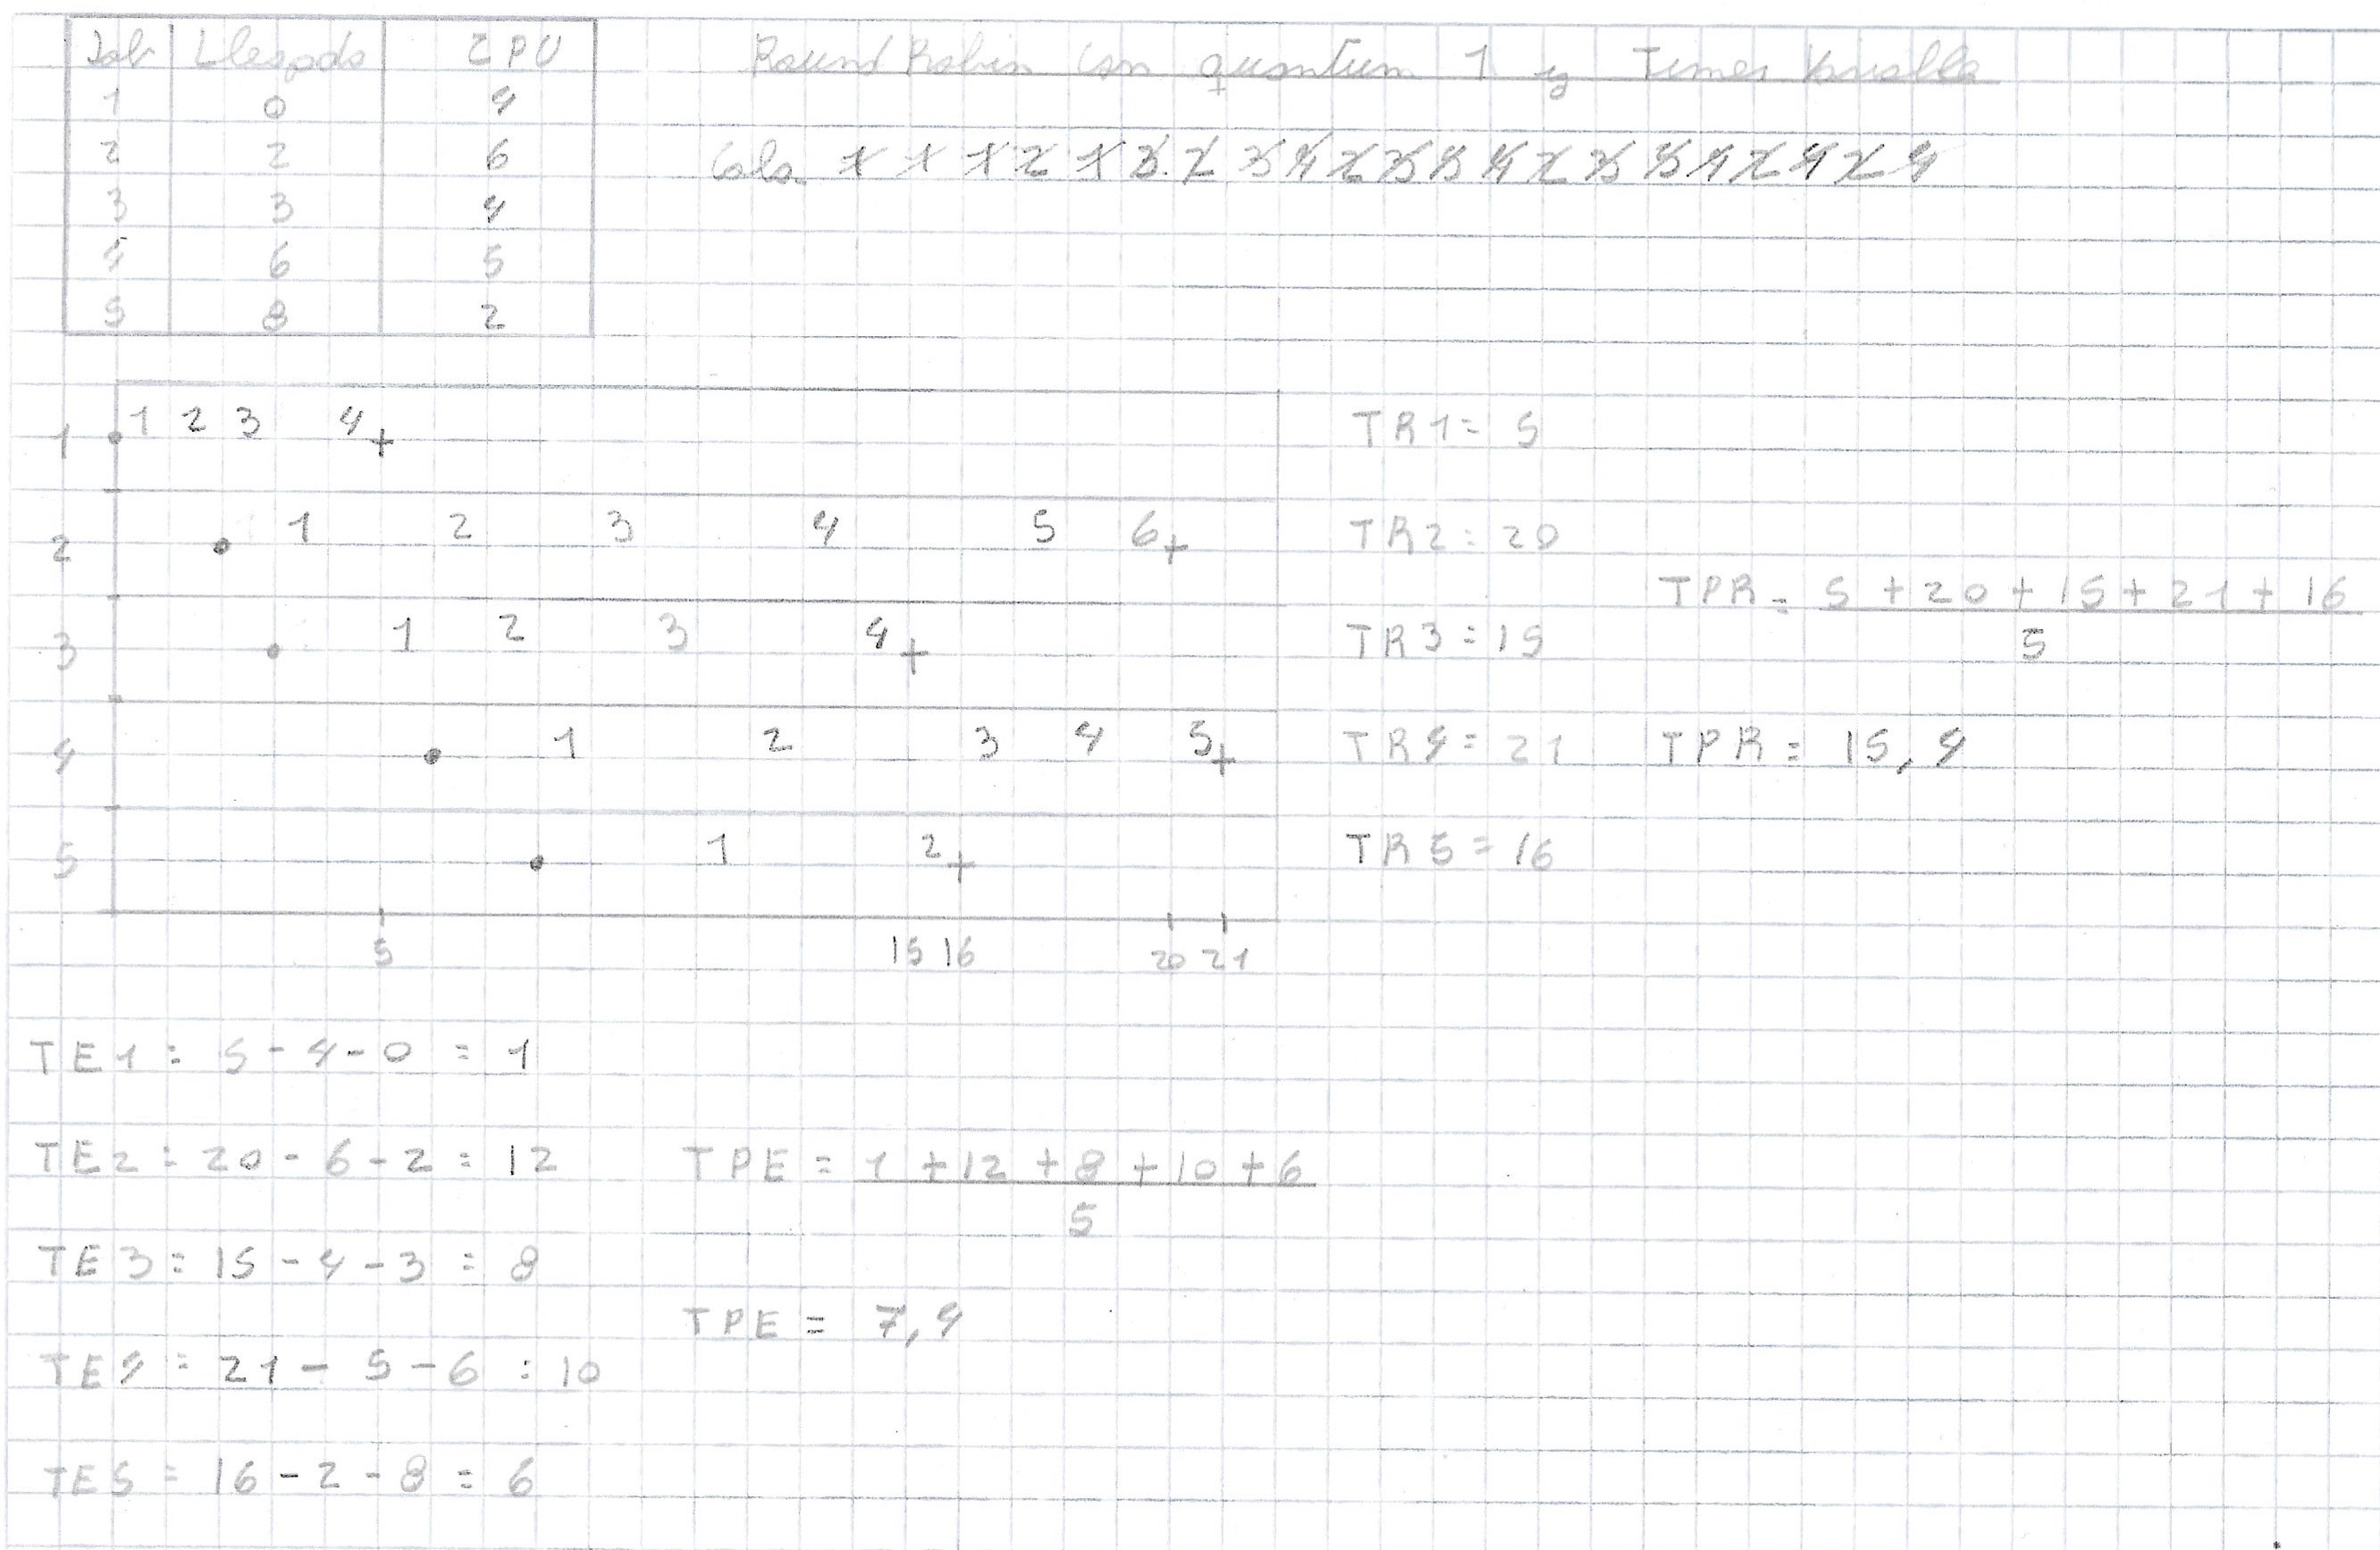 Job Llegada CPU
1 0 4
2 2 6
3 3 4
4 6 5
5 8 2
Round Robin con quantum 1 y Timer Variable
Cola 1 1 1 2 1 3 2 3 4 2 3 5 4 2 3 5 4 2 4 2 4
1 1 2 3 4
2 1 2 3 4 5 6
3 1 2 3 4
4 1 2 3 4 5
5 1 2
5 15 16 20 21
TR1 = 5
TR2 = 20
TR3 = 15
TR4 = 21
TR5 = 16
TPR = 5 + 20 + 15 + 21 + 16
5
TPR = 15,4
TE1 = 5 - 4 - 0 = 1
TE2 = 20 - 6 - 2 = 12
TE3 = 15 - 4 - 3 = 8
TE4 = 21 - 5 - 6 = 10
TE5 = 16 - 2 - 8 = 6
TPE = 1 + 12 + 8 + 10 + 6
5
TPE = 7,4